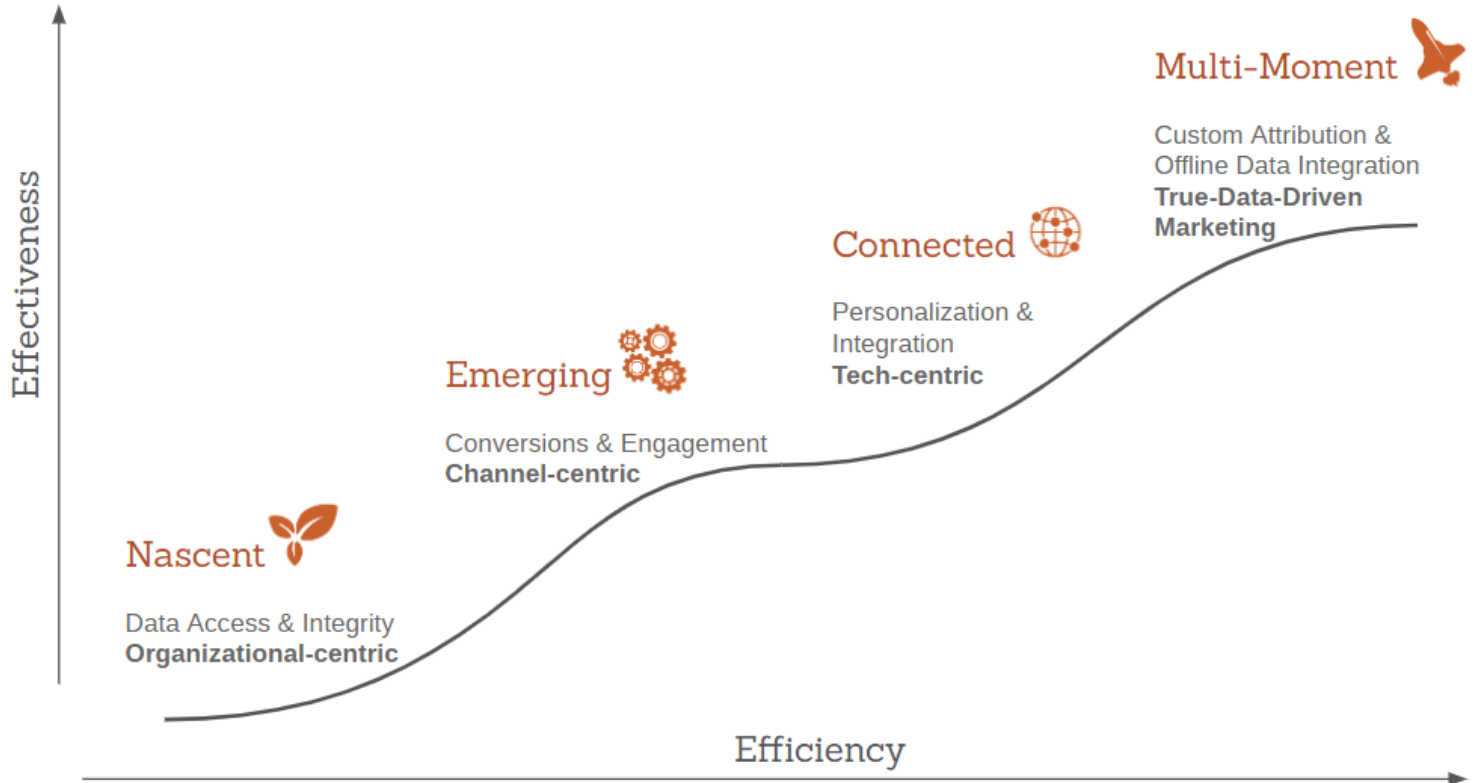 Multi-Moment
Custom Attribution &
Offline Data Integration
True-Data-Driven
Marketing
Connected
Personalization &
Integration
Tech-centric
Emerging
Conversions & Engagement
Channel-centric
Nascent
Data Access & Integrity
Organizational-centric
Effectiveness
Efficiency